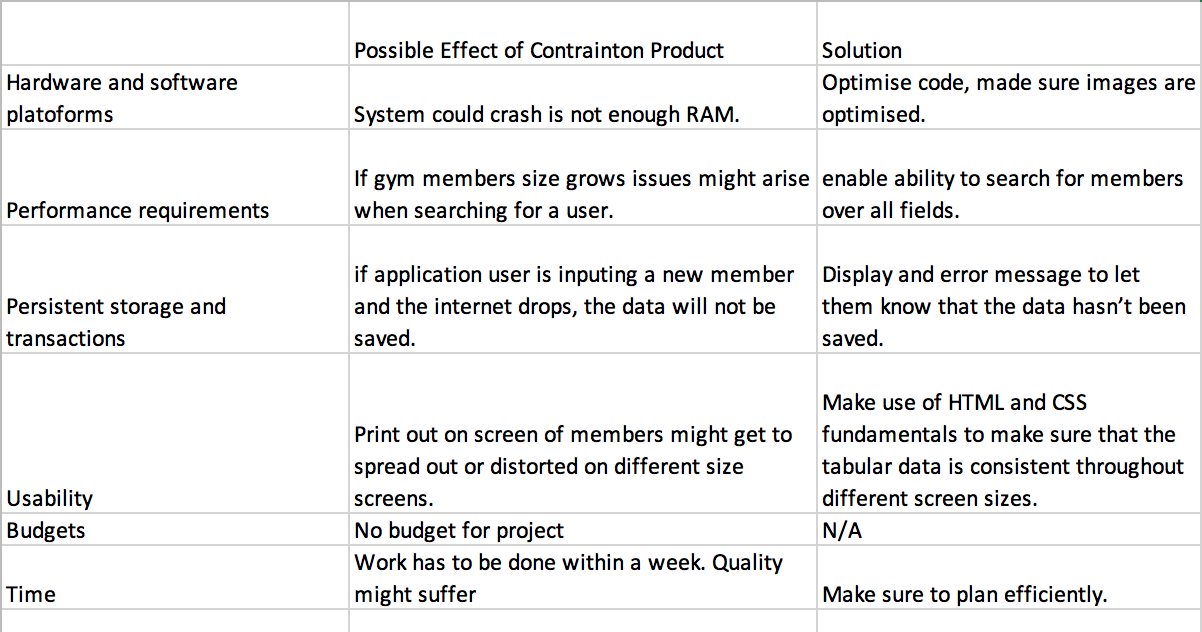 Possible Effect of Contrainton Product
Solution
Hardware and software
platoforms
System could crash is not enough RAM.
Optimise code, made sure images are
optimised.
Performance requirements
If gym members size grows issues might arise
when searching for a user.
enable ability to search for members
over all fields.
Persistent storage and
transactions
if application user is inputing a new member
and the internet drops, the data will not be
saved.
Display and error message to let
them know that the data hasn’t been
saved.
Usability
Print out on screen of members might get to
spread out or distorted on different size
screens.
Make use of HTML and CSS
fundamentals to make sure that the
tabular data is consistent throughout
different screen sizes.
Budgets
No budget for project
N/A
Time
Work has to be done within a week. Quality
might suffer
Make sure to plan efficiently.